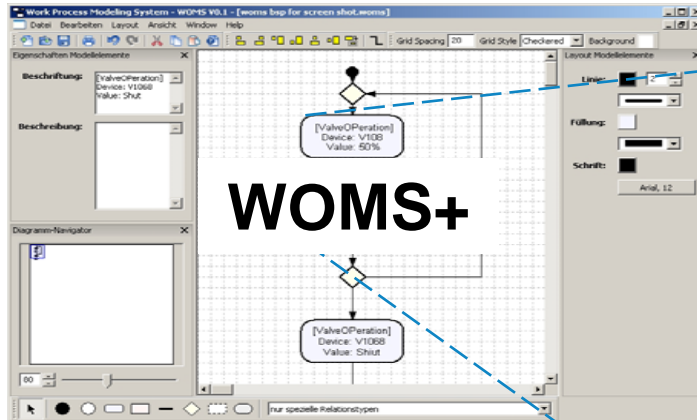 Work Process Modeling System - WOMS V0.1 - [woms bsp for screen shot.woms]
Datei Bearbeiten Layout Ansicht Window Help
Grid Spacing 20 Grid Style Checkered Background
Eigenschaften Modellelemente
Beschriftung:
[ValveOPeration]
Device: V1068
Value: Shut
Beschreibung:
Diagramm-Navigator
80
[ValveOPeration]
Device: V108
Value: 50%
WOMS+
[ValveOPeration]
Device: V1068
Value: Shiut
Layout Modellelemente
Linie: 2
Füllung:
Schrift:
Arial, 12
nur spezielle Relationstypen